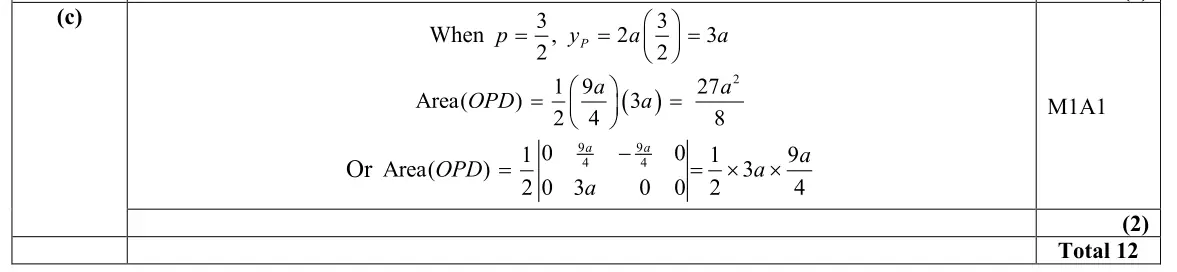 (c)
When p = 3/2, y_P = 2a(3/2) = 3a
Area(OPD) = 1/2 (9a/4)(3a) = 27a²/8
M1A1
Or Area(OPD) = 1/2 |0 9a/4 −9a/4 0; 0 3a 0 0| = 1/2 × 3a × 9a/4
(2)
Total 12